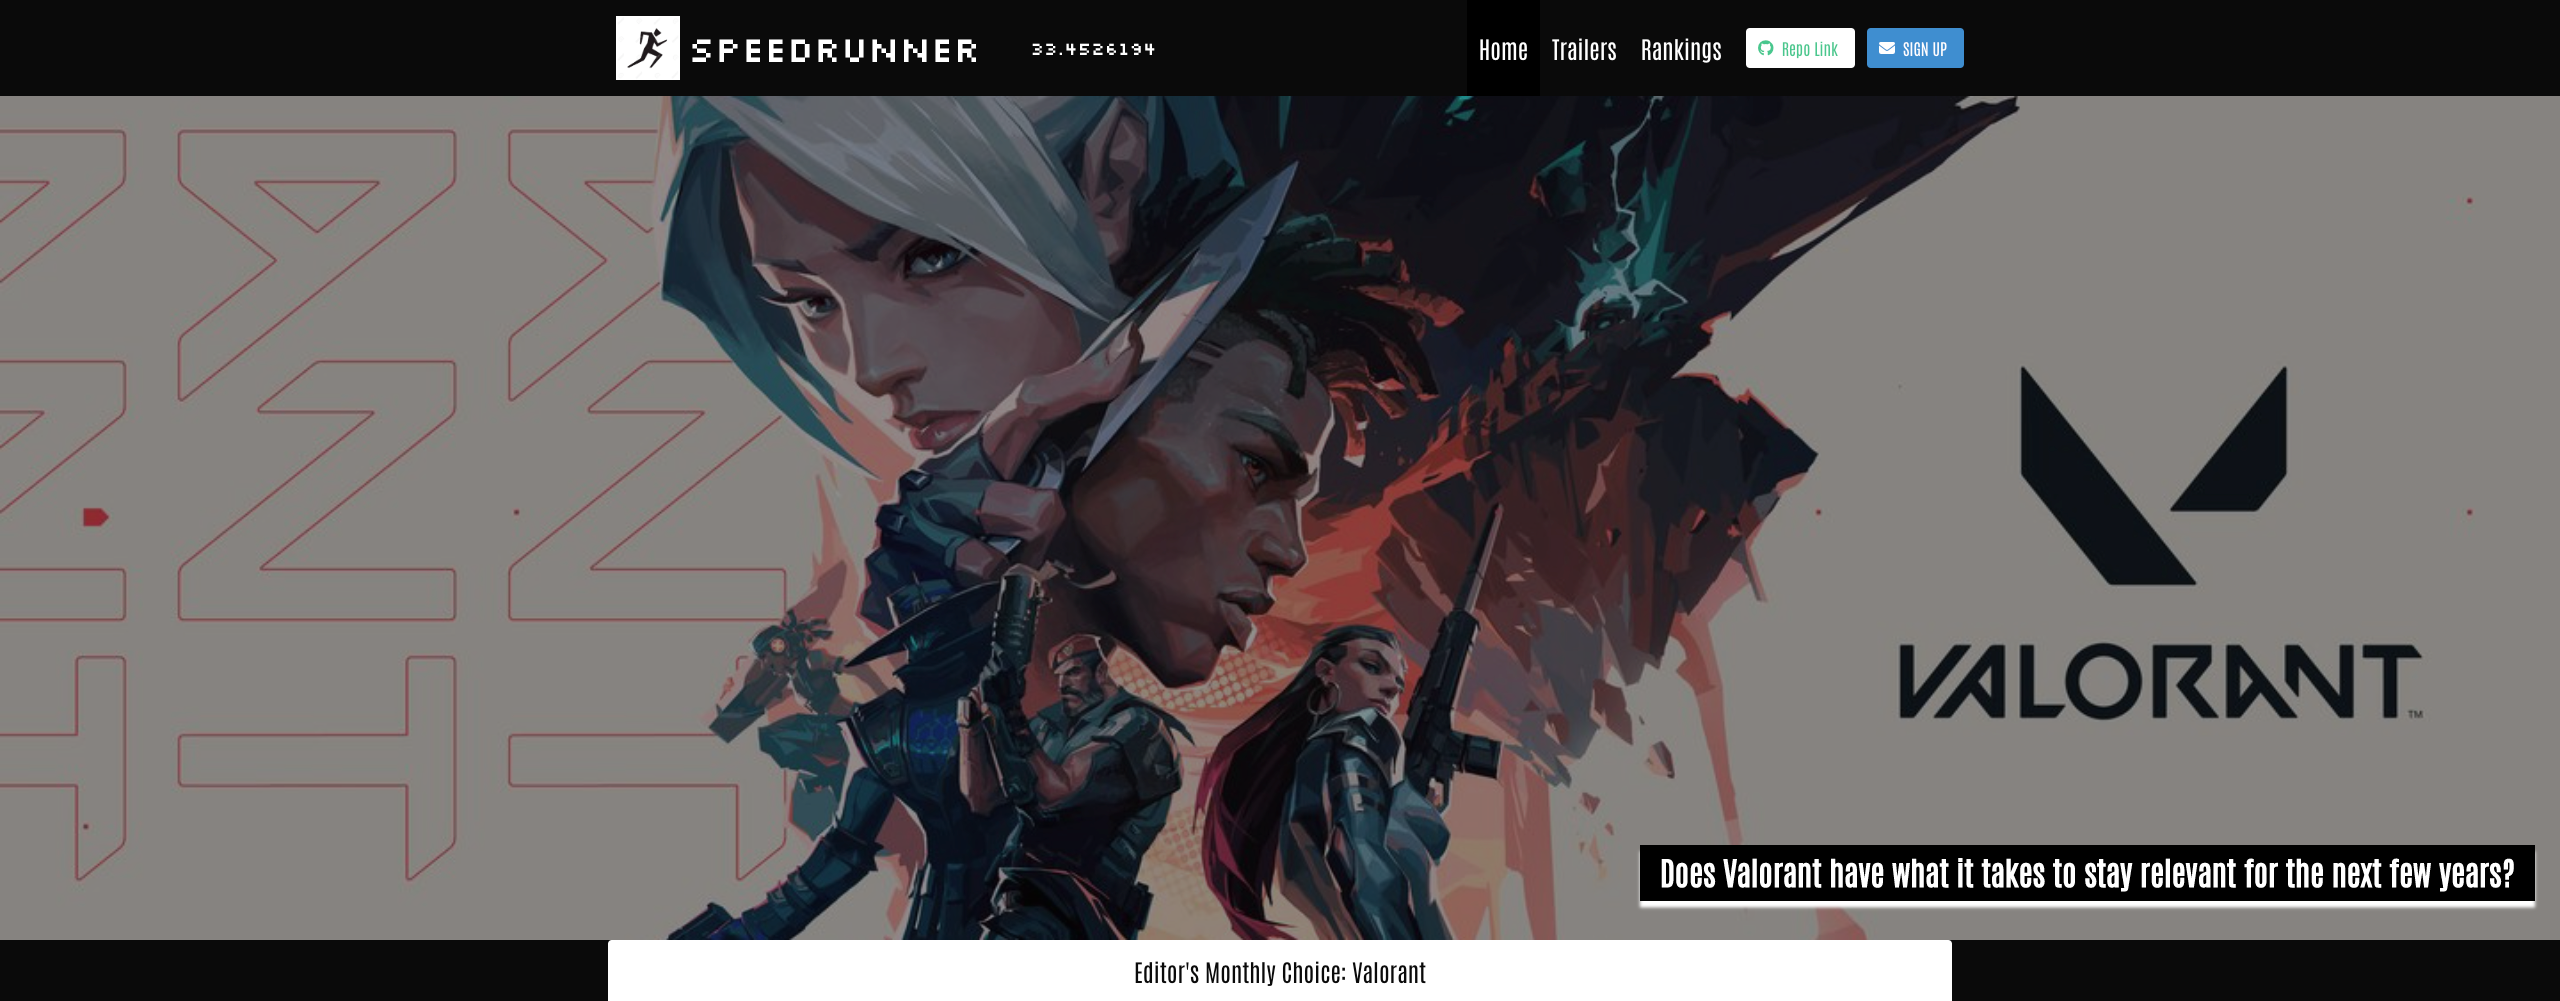 SPEEDRUNNER
33.4526194
Home
Trailers
Rankings
Repo Link
SIGN UP
VALORANT™
Does Valorant have what it takes to stay relevant for the next few years?
Editor's Monthly Choice: Valorant